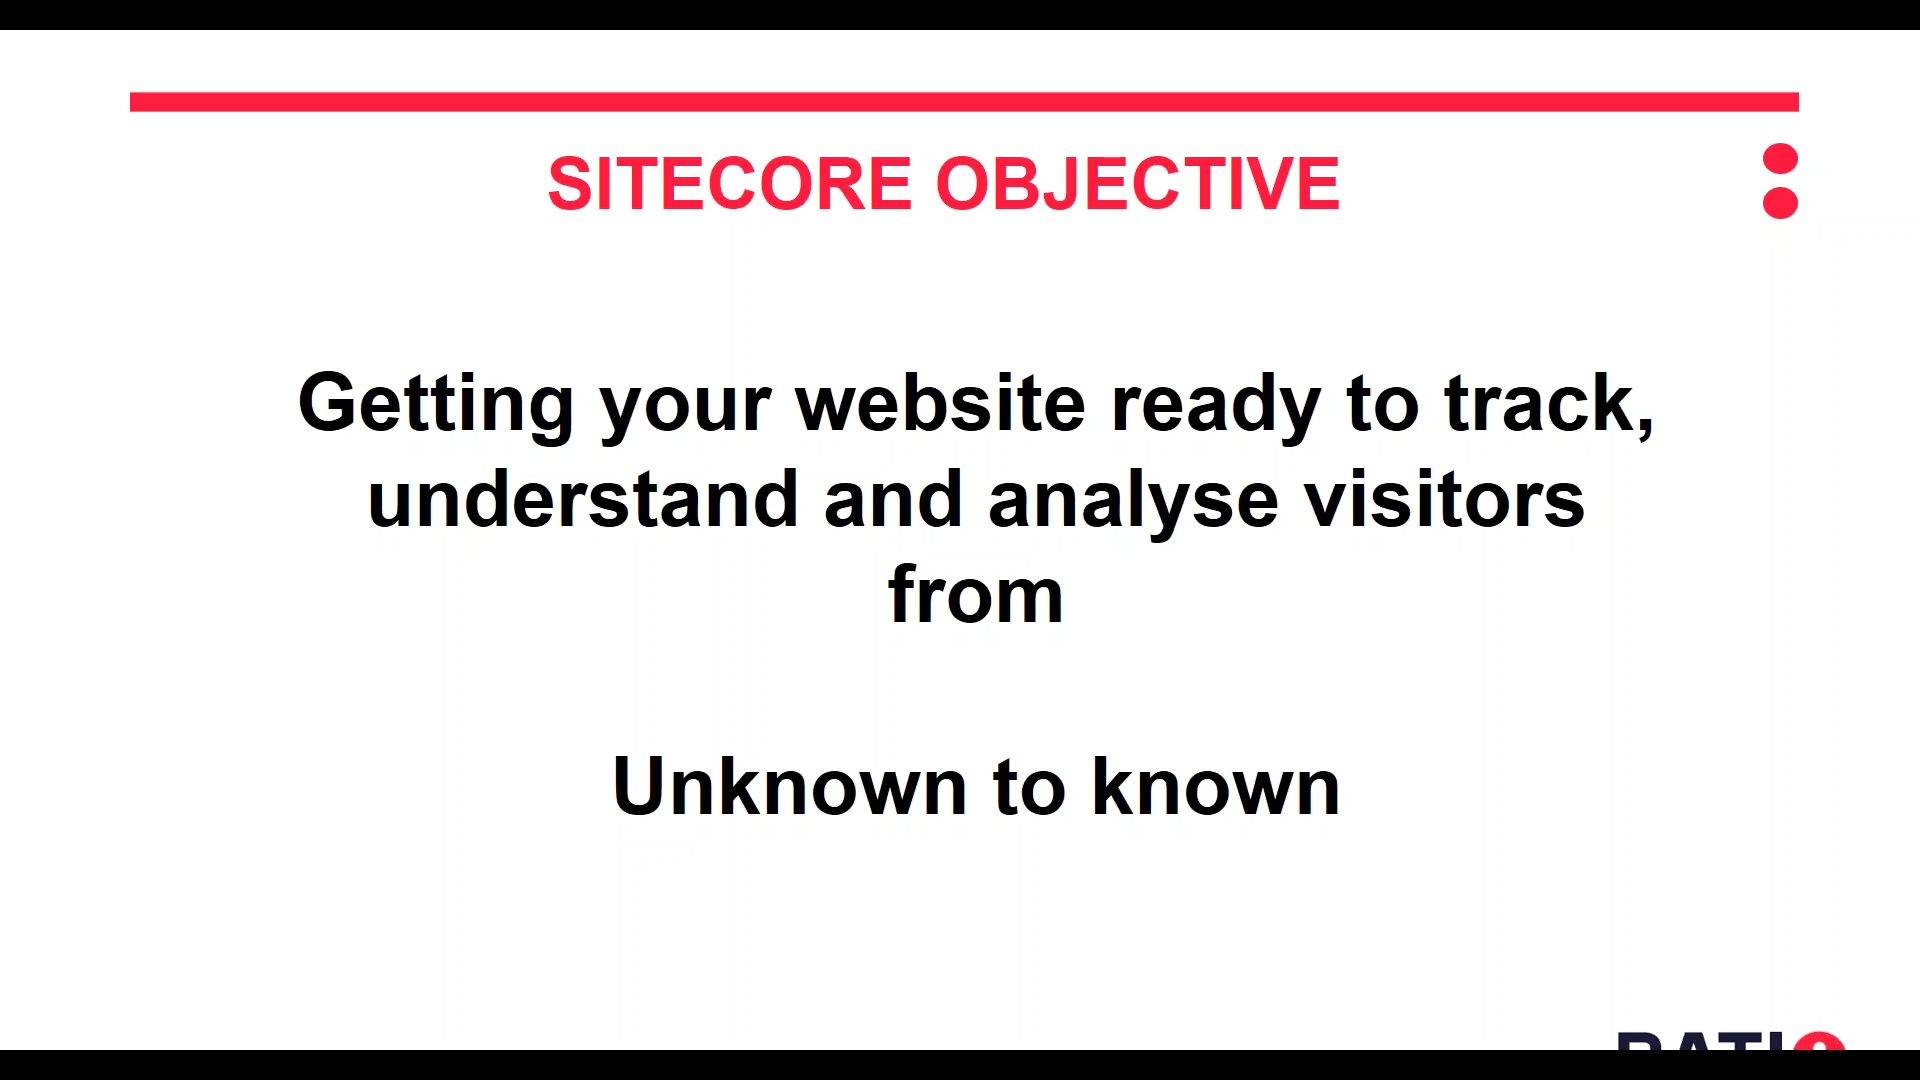 SITECORE OBJECTIVE
Getting your website ready to track,
understand and analyse visitors
from
Unknown to known